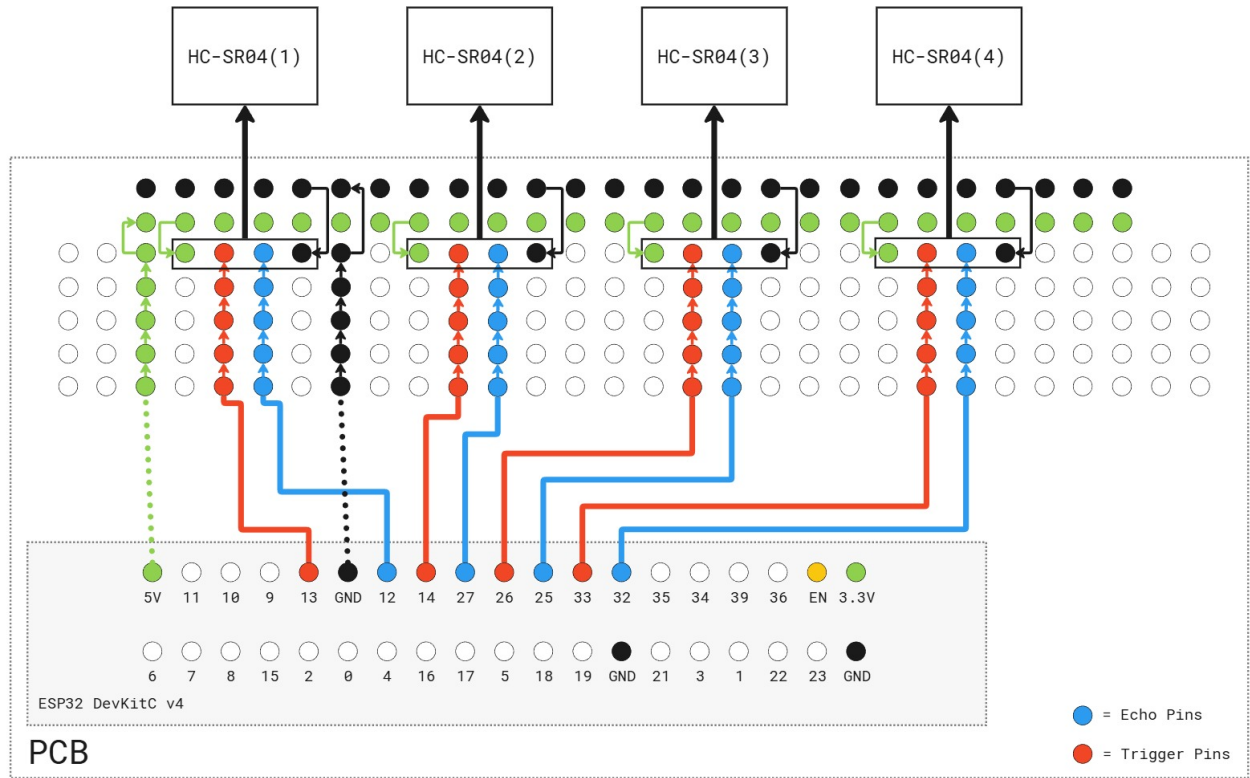 HC-SR04(1) HC-SR04(2) HC-SR04(3) HC-SR04(4)
5V 11 10 9 13 GND 12 14 27 26 25 33 32 35 34 39 36 EN 3.3V
6 7 8 15 2 0 4 16 17 5 18 19 GND 21 3 1 22 23 GND
ESP32 DevKitC v4
= Echo Pins
PCB
= Trigger Pins